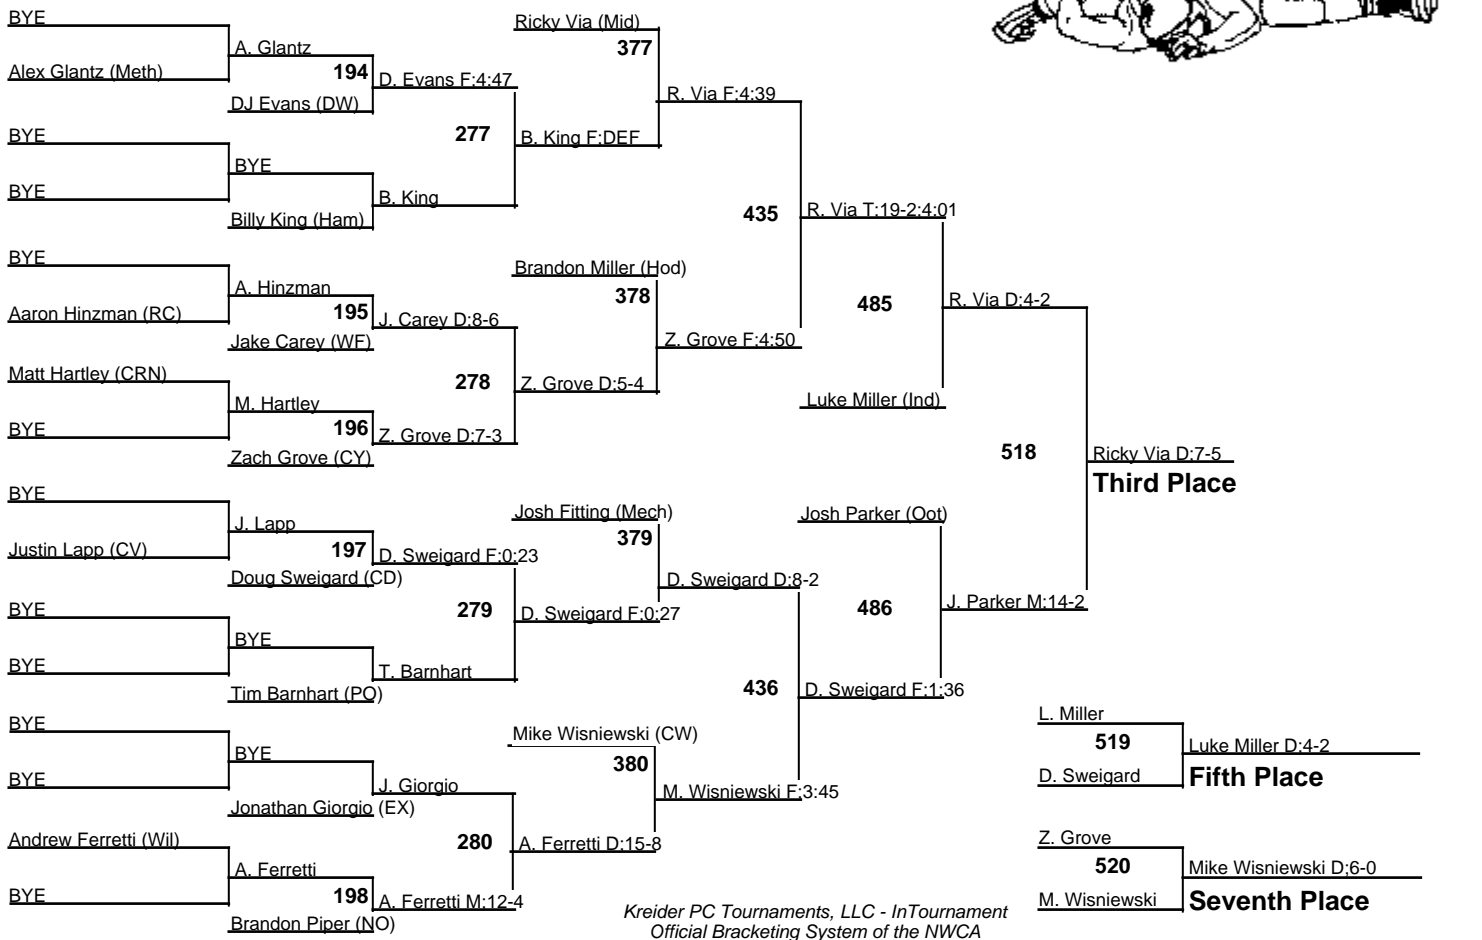 BYE
Alex Glantz (Meth)
A. Glantz
194
DJ Evans (DW)
D. Evans F:4:47
BYE
BYE
BYE
Billy King (Ham)
B. King
277
B. King F:DEF
Ricky Via (Mid)
377
R. Via F:4:39
BYE
Aaron Hinzman (RC)
A. Hinzman
195
Jake Carey (WF)
J. Carey D:8-6
Matt Hartley (CRN)
BYE
M. Hartley
196
Zach Grove (CY)
Z. Grove D:7-3
278
Z. Grove D:5-4
Brandon Miller (Hod)
378
Z. Grove F:4:50
435
R. Via T:19-2:4:01
485
Luke Miller (Ind)
R. Via D:4-2
BYE
Justin Lapp (CV)
J. Lapp
197
Doug Sweigard (CD)
D. Sweigard F:0:23
BYE
BYE
BYE
Tim Barnhart (PO)
T. Barnhart
279
D. Sweigard F:0:27
Josh Fitting (Mech)
379
D. Sweigard D:8-2
BYE
BYE
BYE
Jonathan Giorgio (EX)
J. Giorgio
Andrew Ferretti (Wil)
BYE
A. Ferretti
198
Brandon Piper (NO)
A. Ferretti M:12-4
280
A. Ferretti D:15-8
Mike Wisniewski (CW)
380
M. Wisniewski F:3:45
436
D. Sweigard F:1:36
Josh Parker (Oot)
486
J. Parker M:14-2
518
Ricky Via D:7-5
Third Place
L. Miller
519
D. Sweigard
Luke Miller D:4-2
Fifth Place
Z. Grove
520
M. Wisniewski
Mike Wisniewski D;6-0
Seventh Place
Kreider PC Tournaments, LLC - InTournament
Official Bracketing System of the NWCA